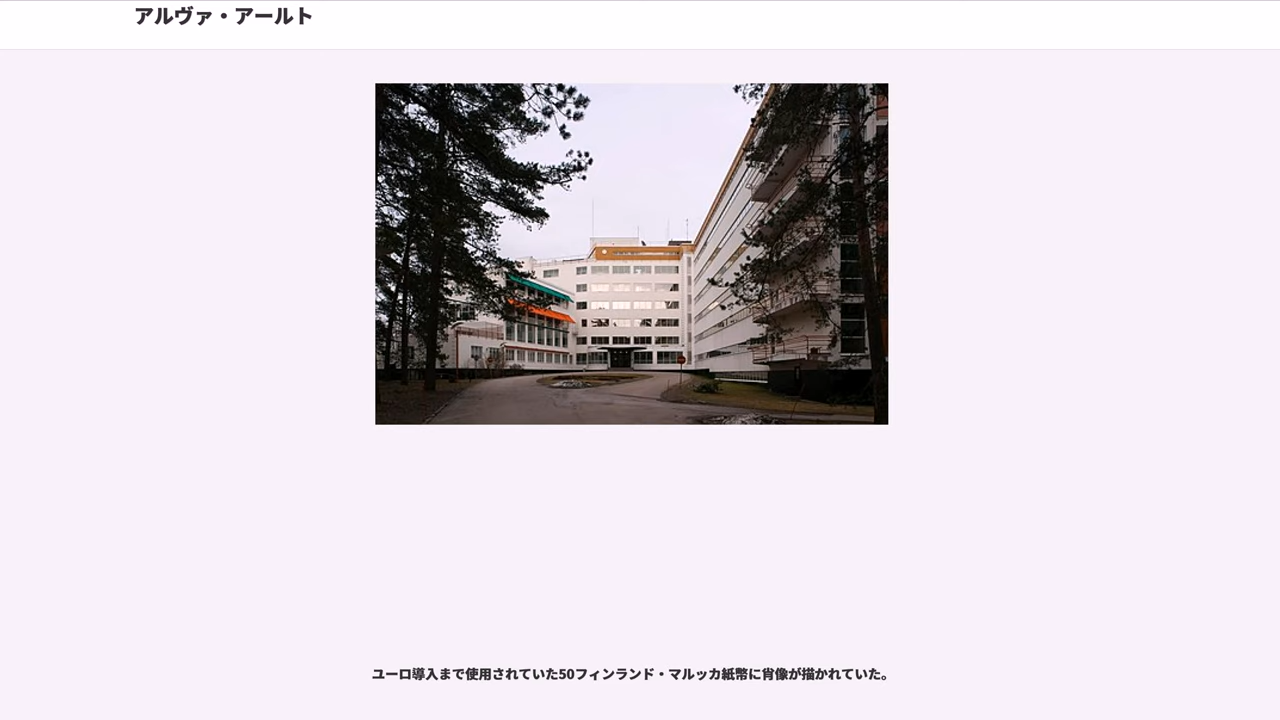 アルヴァ・アールト
ユーロ導入まで使用されていた50フィンランド・マルッカ紙幣に肖像が描かれていた。